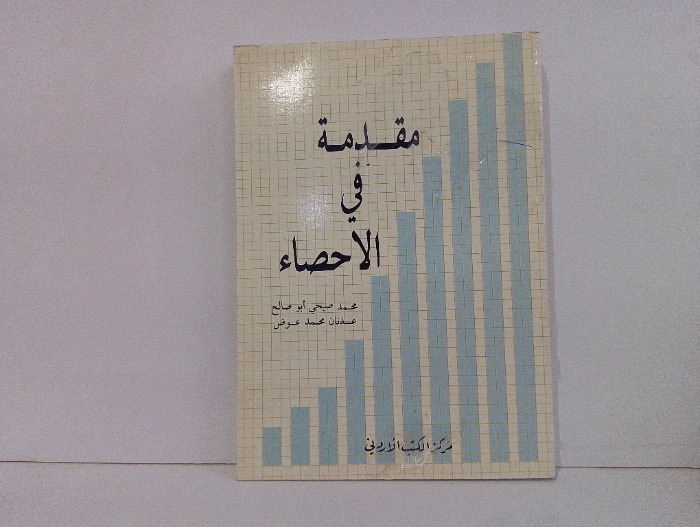 مقدمة
في
الاحصاء
محمد صبحي أبو صالح
عدنان محمد عوض
مركز الكتب الأردني